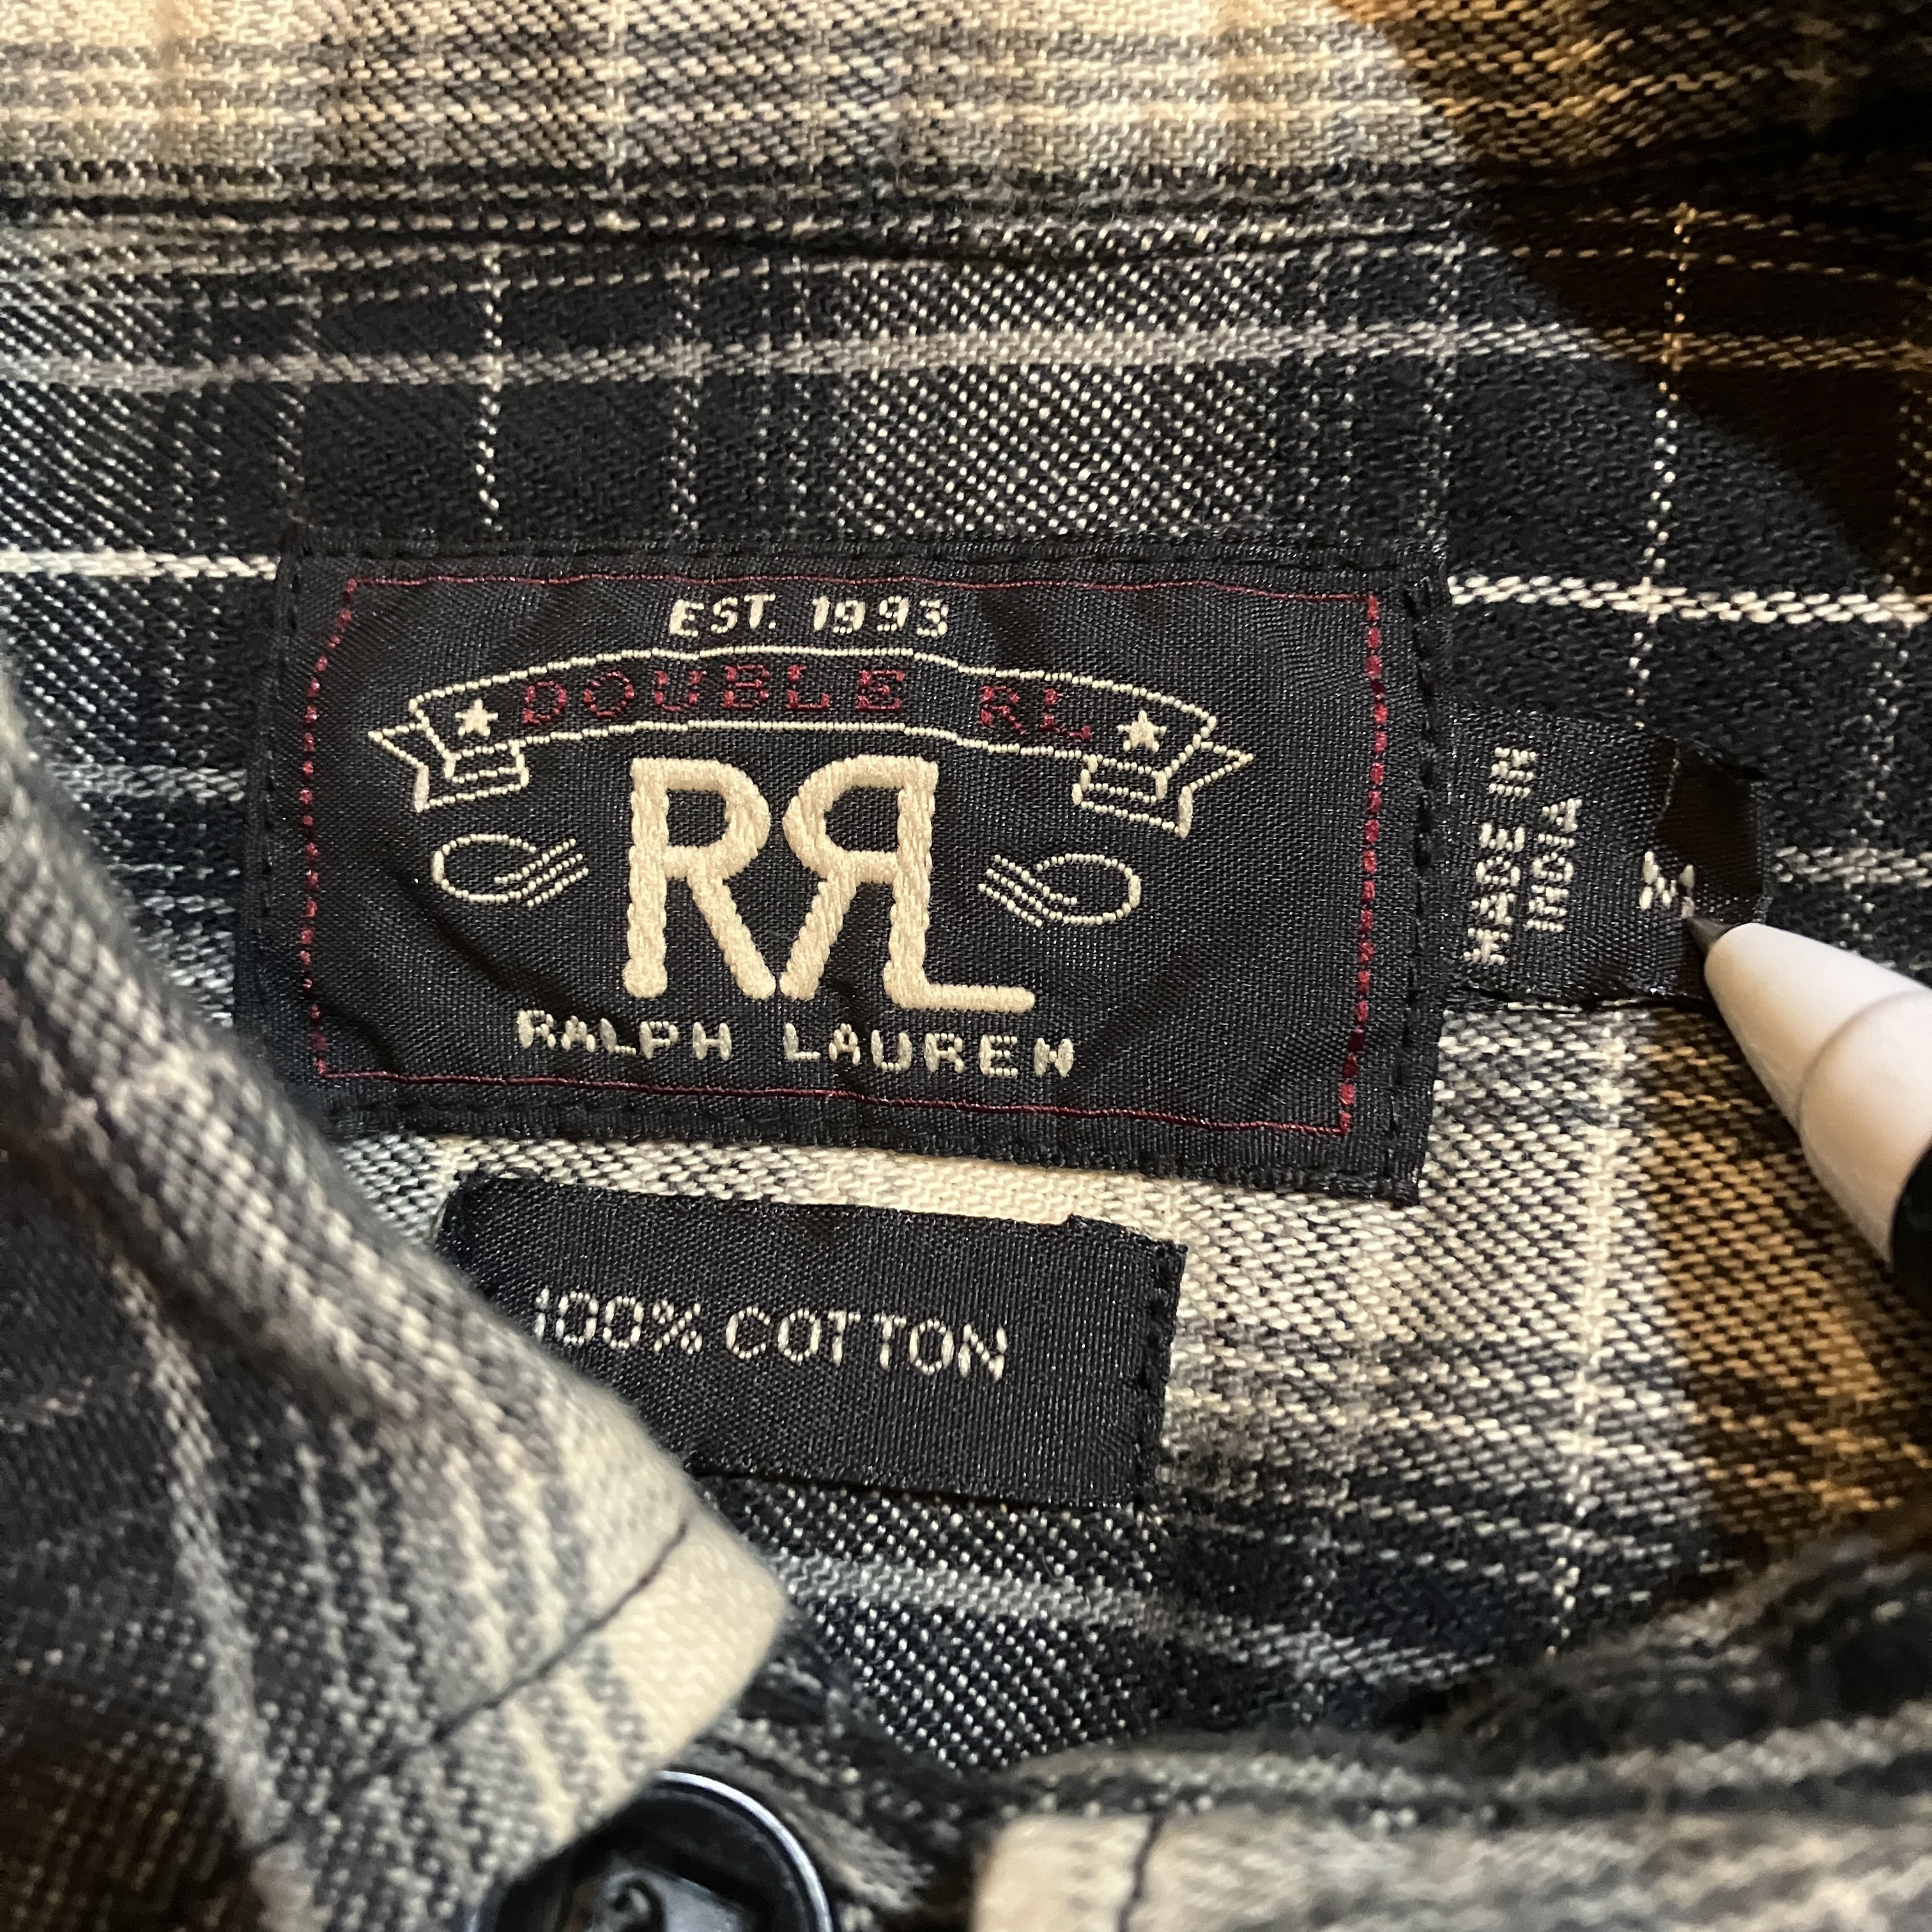 EST. 1993
DOUBLE RL
RRL
RALPH LAUREN
MADE IN
INDIA
100% COTTON